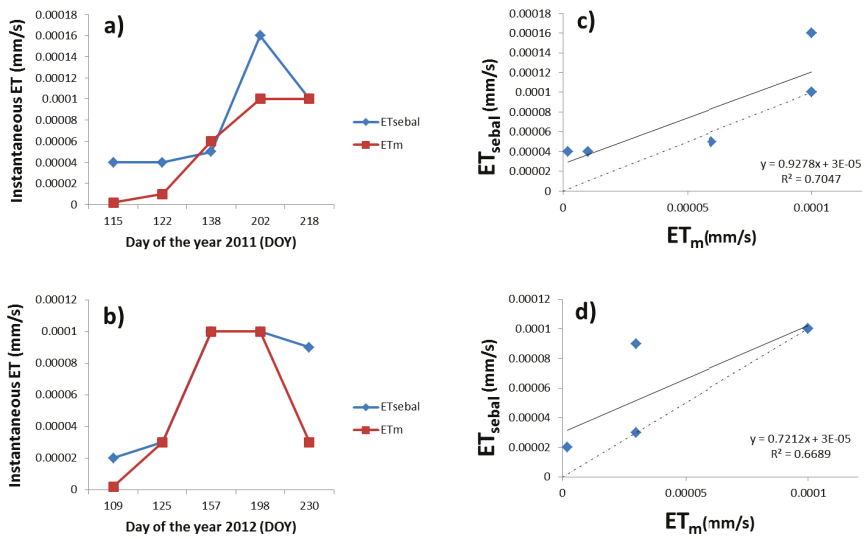 a)
Instantaneous ET (mm/s)
0.00018
0.00016
0.00014
0.00012
0.0001
0.00008
0.00006
0.00004
0.00002
0
115 122 138 202 218
Day of the year 2011 (DOY)
ETsebal
ETm
c)
ETsebal (mm/s)
0.00018
0.00016
0.00014
0.00012
0.0001
0.00008
0.00006
0.00004
0.00002
0
y = 0.9278x + 3E-05
R² = 0.7047
0 0.00005 0.0001
ETm(mm/s)
b)
Instantaneous ET (mm/s)
0.00012
0.0001
0.00008
0.00006
0.00004
0.00002
0
109 125 157 198 230
Day of the year 2012 (DOY)
ETsebal
ETm
d)
ETsebal (mm/s)
0.00012
0.0001
0.00008
0.00006
0.00004
0.00002
0
y = 0.7212x + 3E-05
R² = 0.6689
0 0.00005 0.0001
ETm(mm/s)